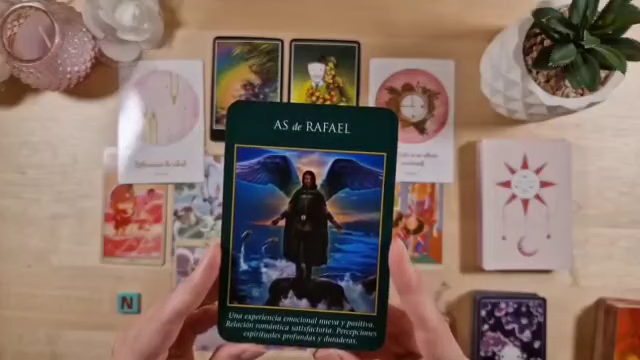 AS de RAFAEL
Una experiencia emocional nueva y positiva.
Relación romántica satisfactoria. Percepciones
espirituales profundas y duraderas.
N